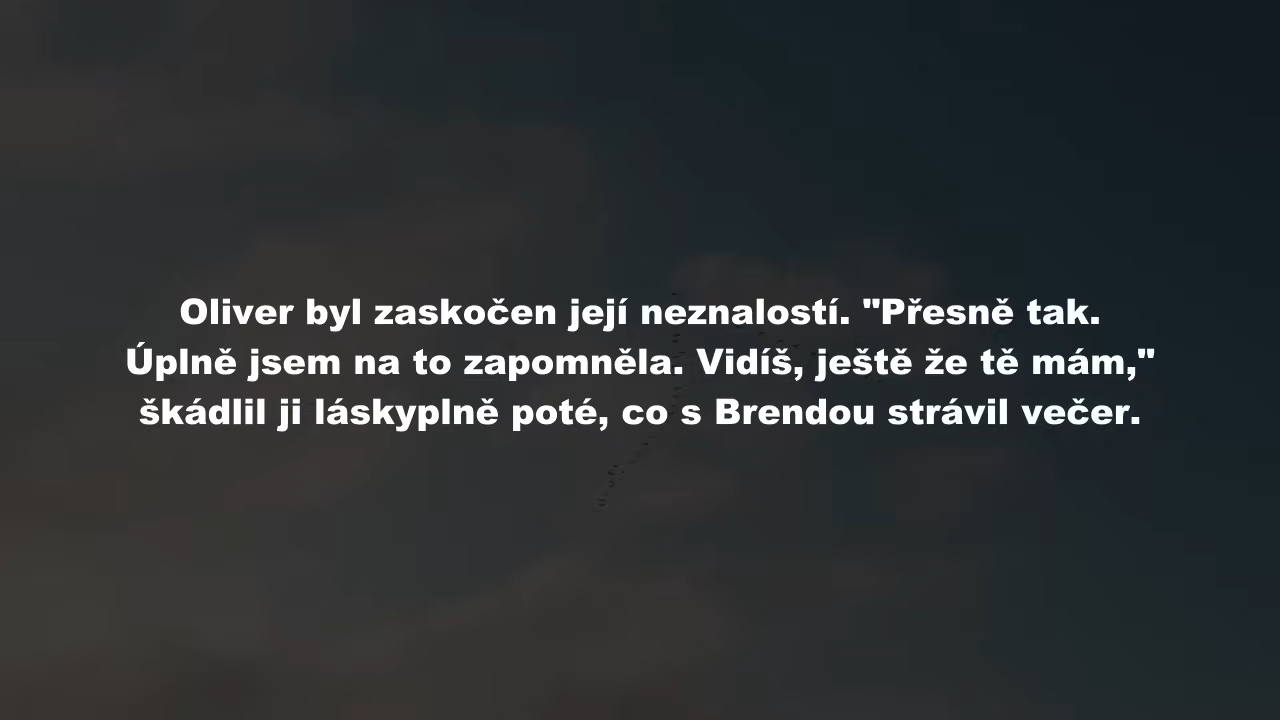 Oliver byl zaskočen její neznalostí. "Přesně tak.
Úplně jsem na to zapomněla. Vidíš, ještě že tě mám,"
škádlil ji láskyplně poté, co s Brendou strávil večer.